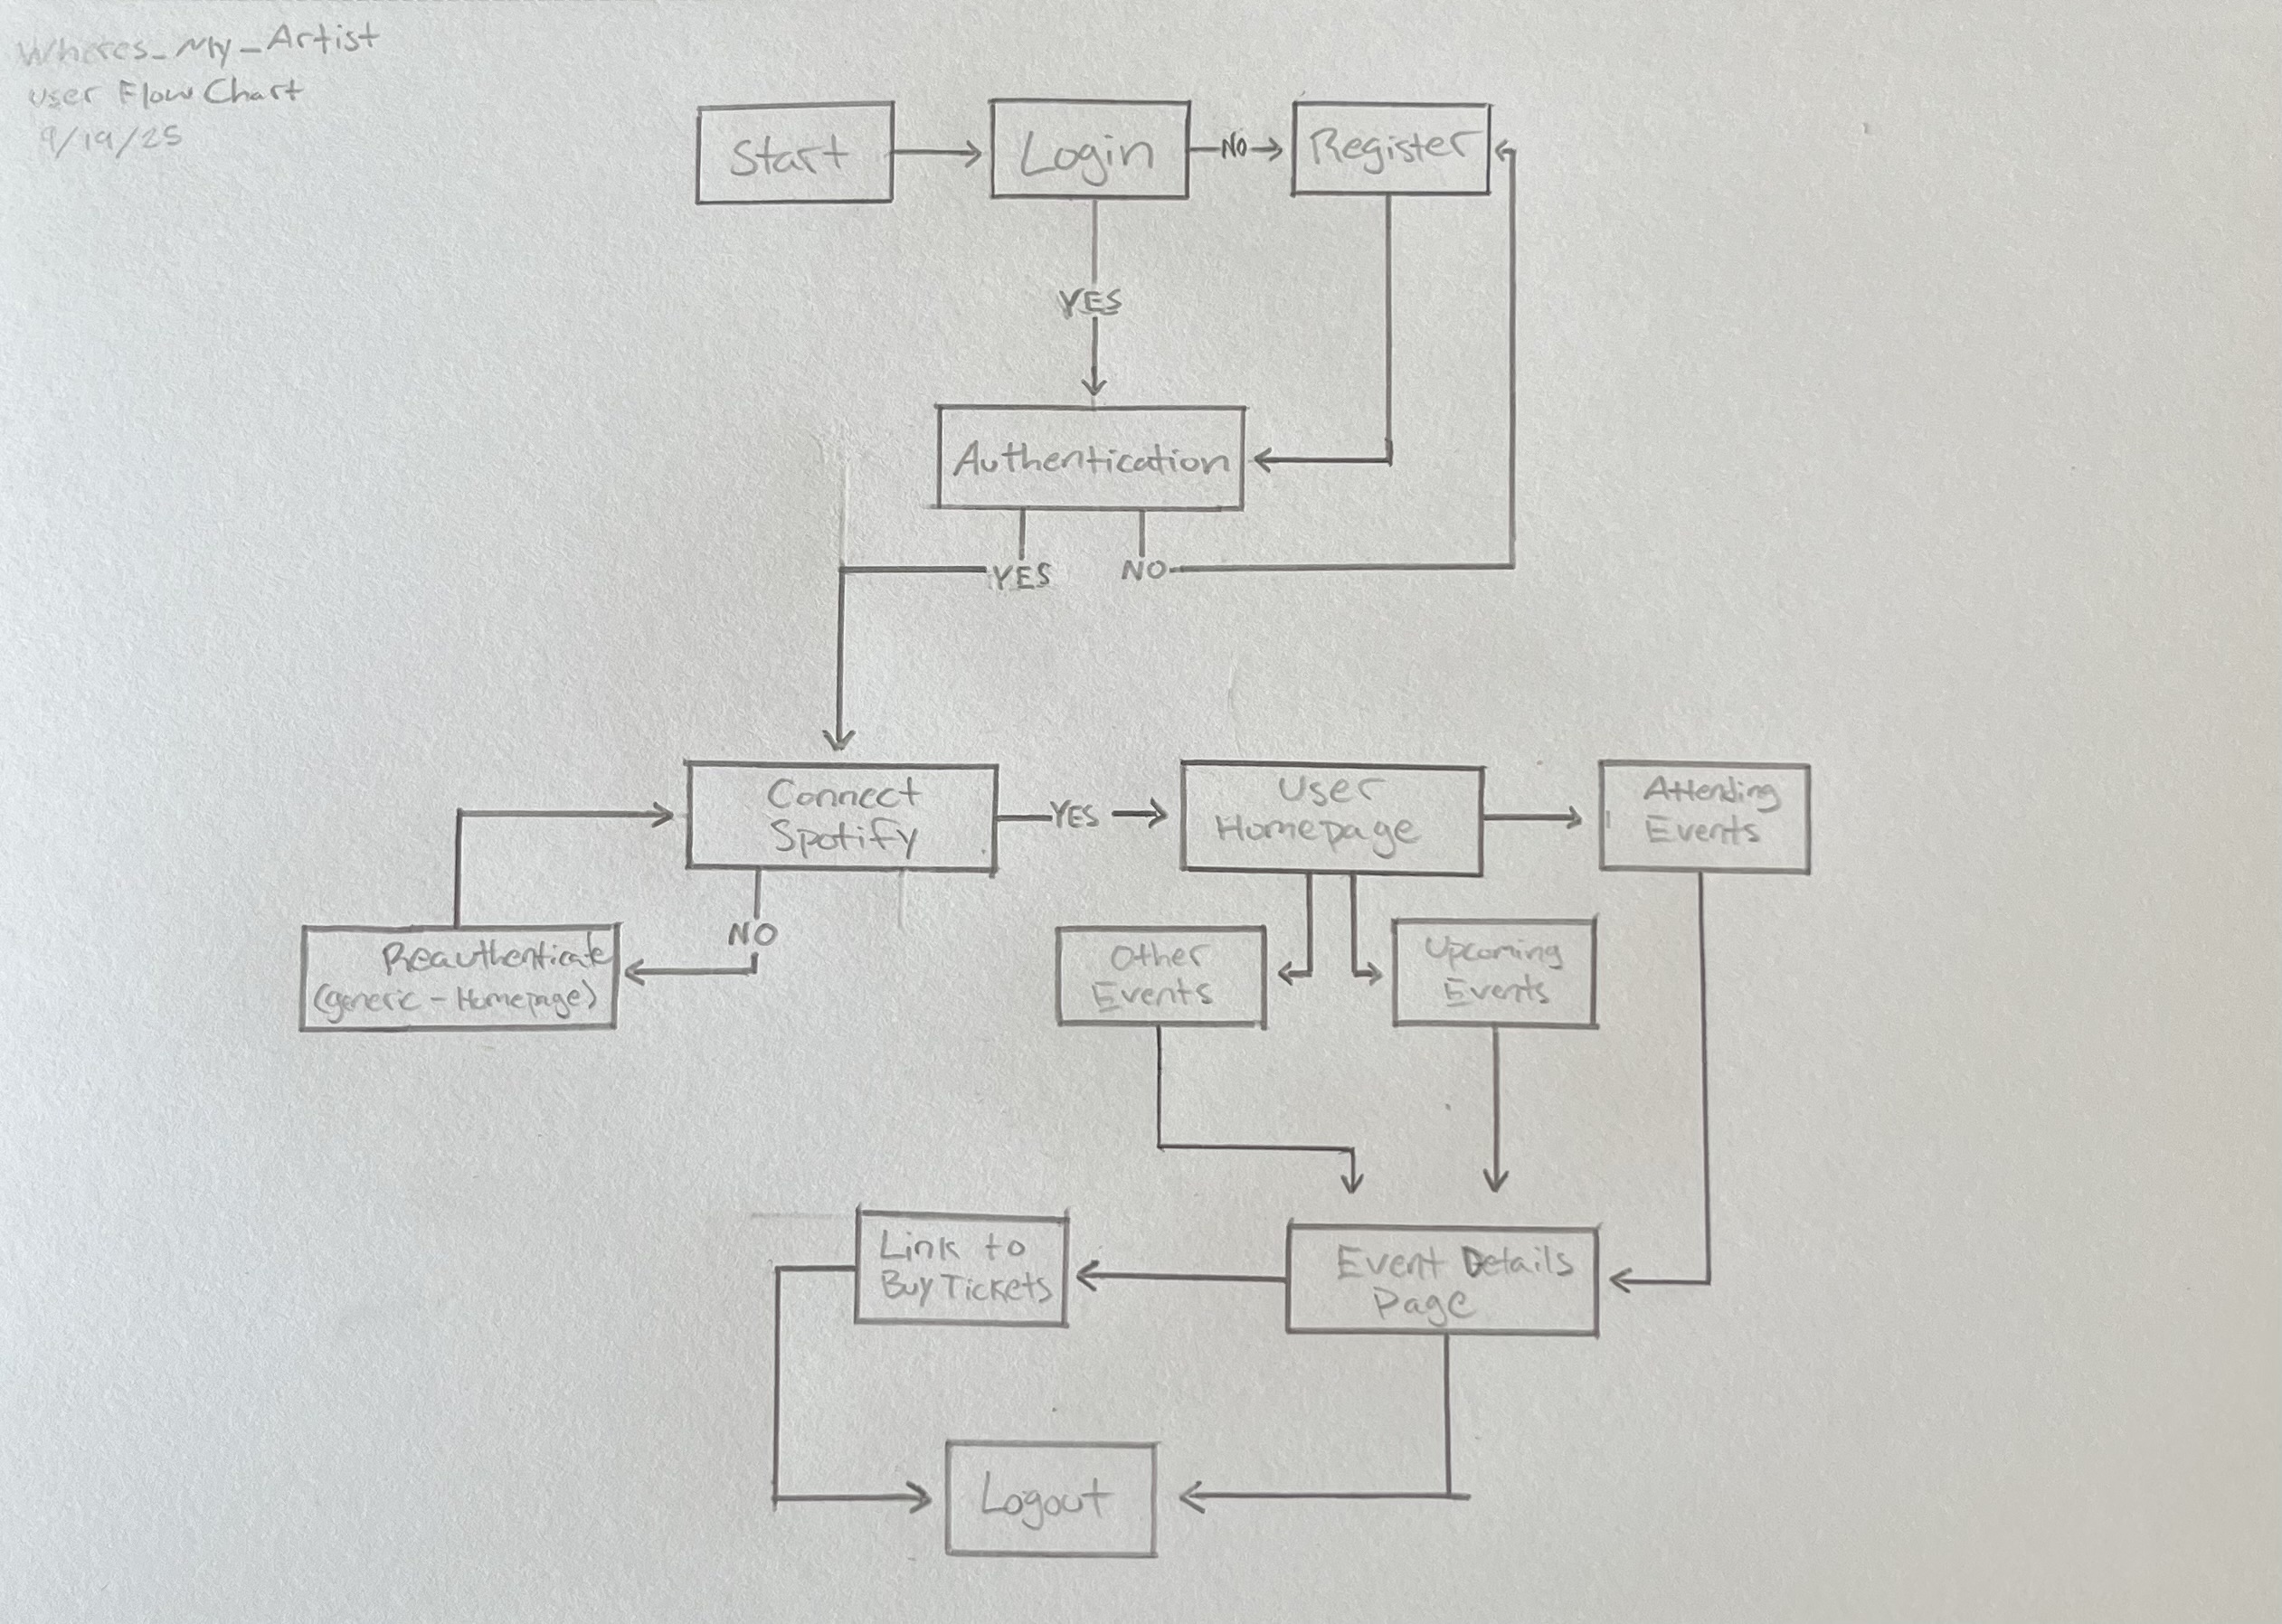 Wheres_My_Artist
User Flow Chart
9/19/25
Start
Login
NO
Register
YES
Authentication
YES
NO
Connect
Spotify
YES
User
Homepage
Attending
Events
NO
Reauthenticate
(generic - Homepage)
Other
Events
Upcoming
Events
Link to
Buy Tickets
Event Details
Page
Logout